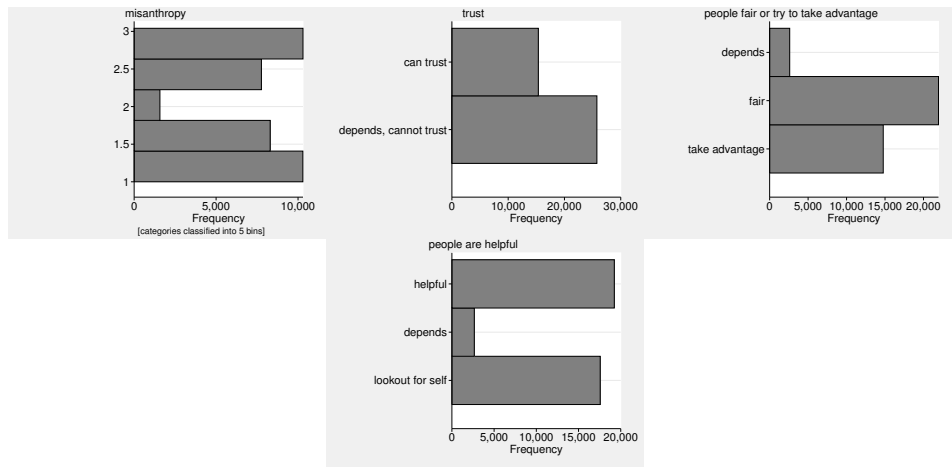 misanthropy
3
2.5
2
1.5
1
0 5,000 10,000
Frequency
[categories classified into 5 bins]
trust
can trust
depends, cannot trust
0 10,000 20,000 30,000
Frequency
people fair or try to take advantage
depends
fair
take advantage
0 5,000 10,000 15,000 20,000
Frequency
people are helpful
helpful
depends
lookout for self
0 5,000 10,000 15,000 20,000
Frequency